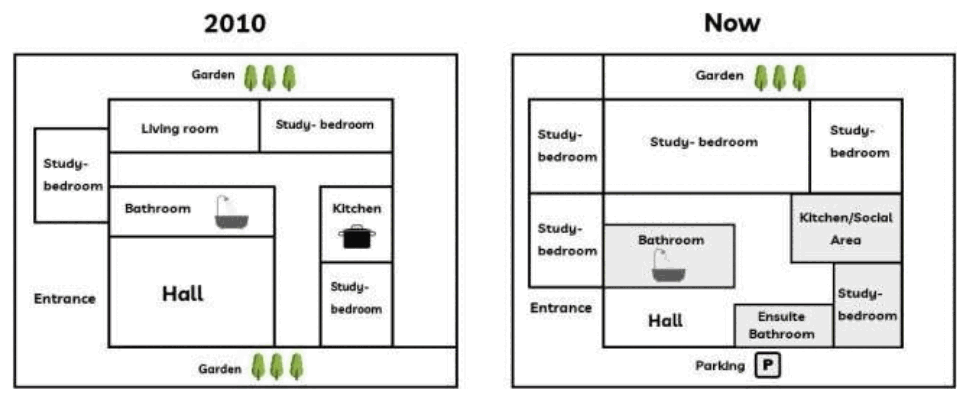 2010
Garden
Living room
Study- bedroom
Study-
bedroom
Bathroom
Kitchen
Entrance
Hall
Study-
bedroom
Garden
Now
Garden
Study-
bedroom
Study- bedroom
Study-
bedroom
Study-
bedroom
Bathroom
Kitchen/Social
Area
Entrance
Hall
Ensuite
Bathroom
Study-
bedroom
Parking P